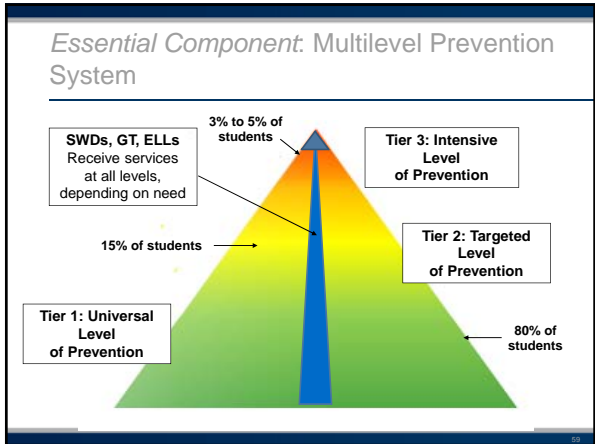 Essential Component: Multilevel Prevention
System
3% to 5% of
students
SWDs, GT, ELLs
Receive services
at all levels,
depending on need
Tier 3: Intensive
Level
of Prevention
15% of students
Tier 2: Targeted
Level
of Prevention
Tier 1: Universal
Level
of Prevention
80% of
students
59